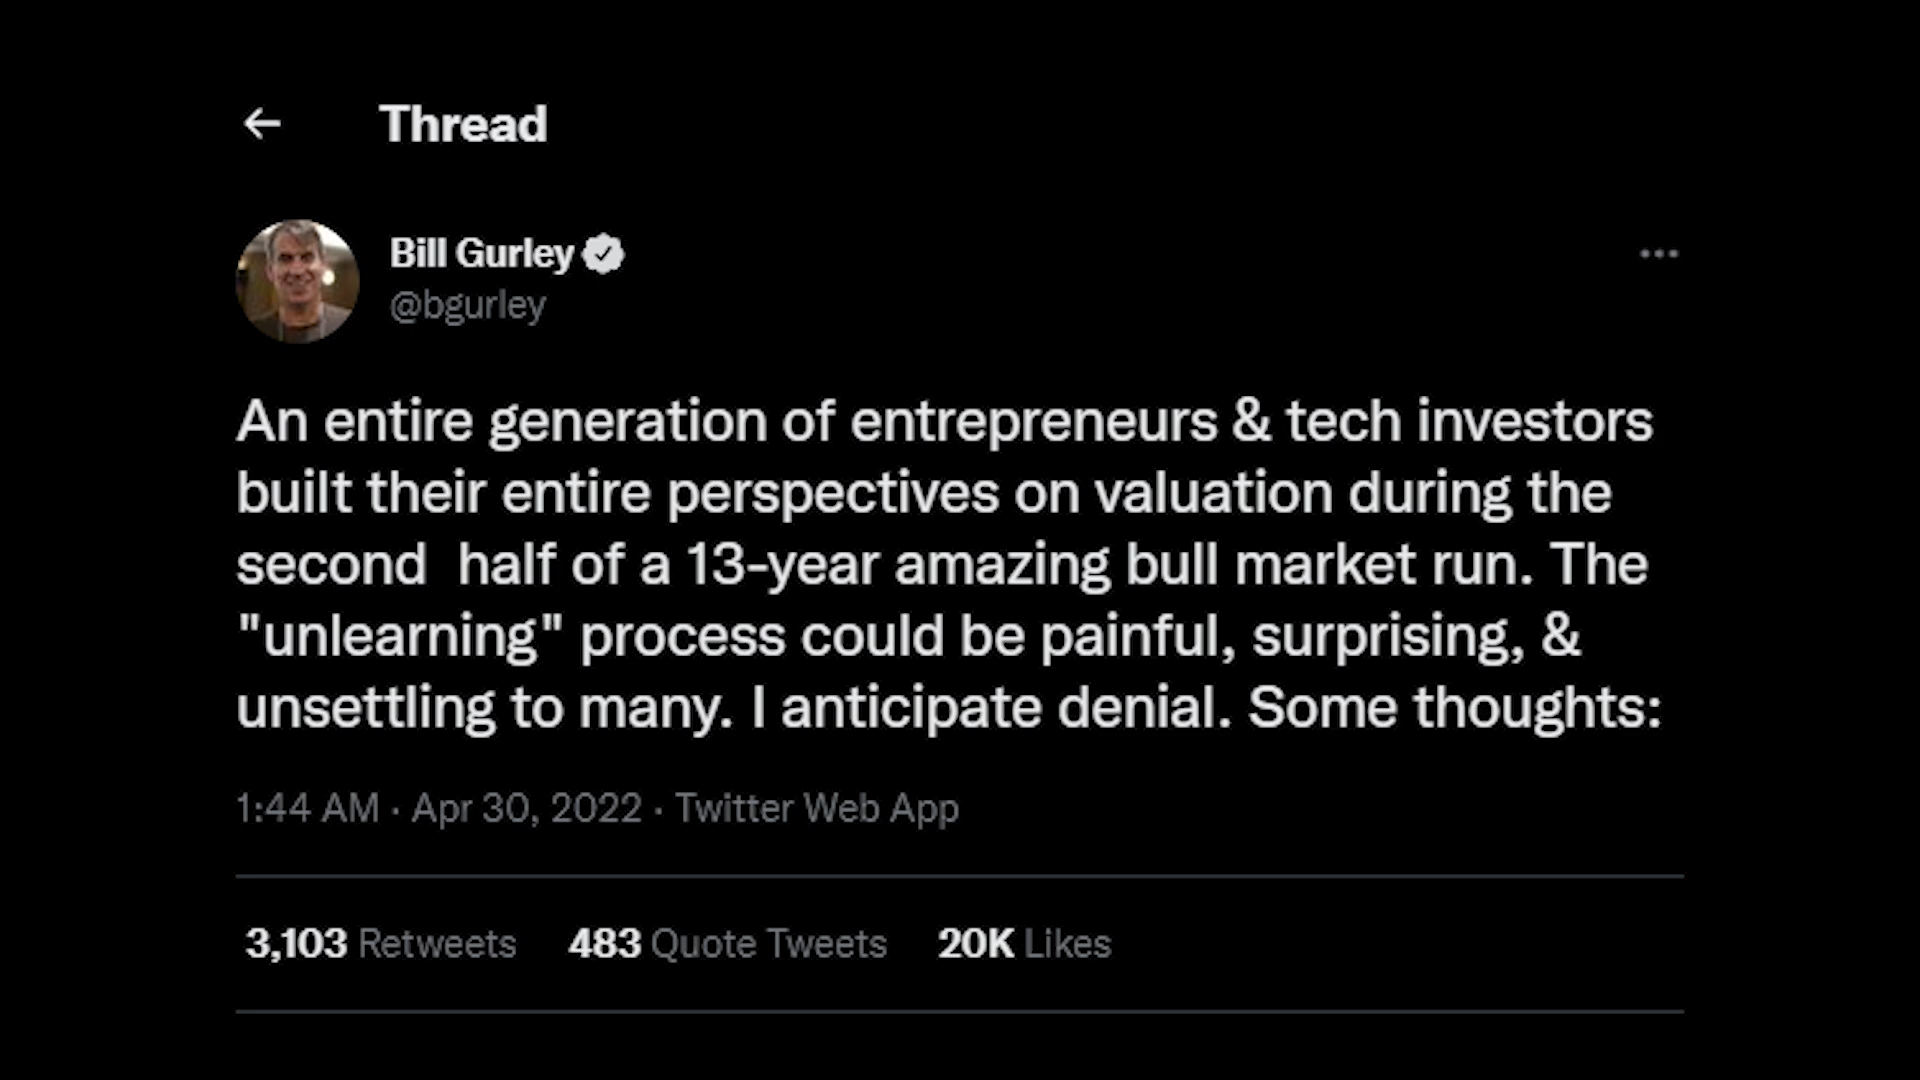 Thread
Bill Gurley
@bgurley
An entire generation of entrepreneurs & tech investors
built their entire perspectives on valuation during the
second  half of a 13-year amazing bull market run. The
"unlearning" process could be painful, surprising, &
unsettling to many. I anticipate denial. Some thoughts:
1:44 AM · Apr 30, 2022 · Twitter Web App
3,103 Retweets 483 Quote Tweets 20K Likes